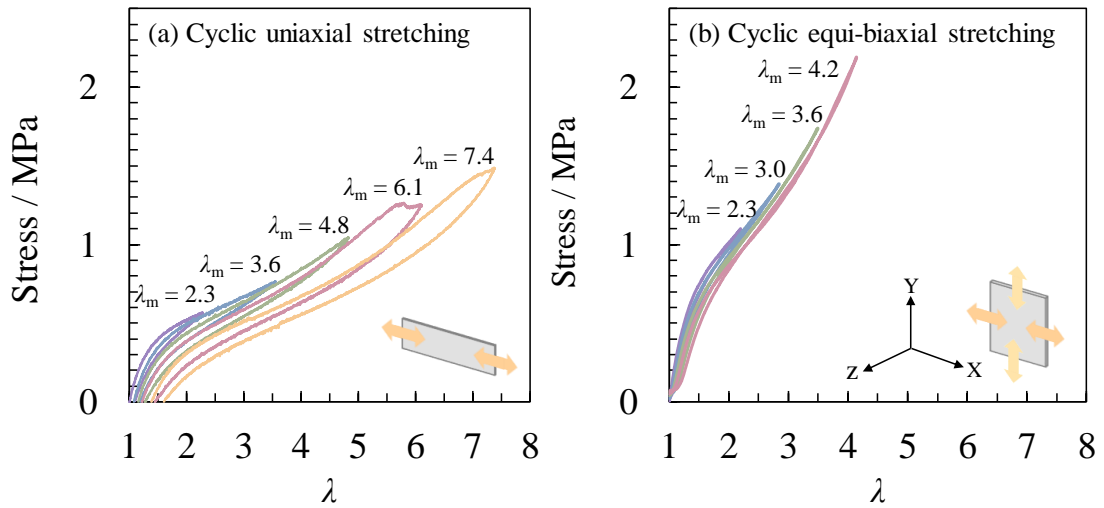 (a) Cyclic uniaxial stretching
Stress / MPa
2
1
0
λm = 7.4
λm = 6.1
λm = 4.8
λm = 3.6
λm = 2.3
1 2 3 4 5 6 7 8
λ
(b) Cyclic equi-biaxial stretching
Stress / MPa
2
1
0
λm = 4.2
λm = 3.6
λm = 3.0
λm = 2.3
Y
Z
X
1 2 3 4 5 6 7 8
λ